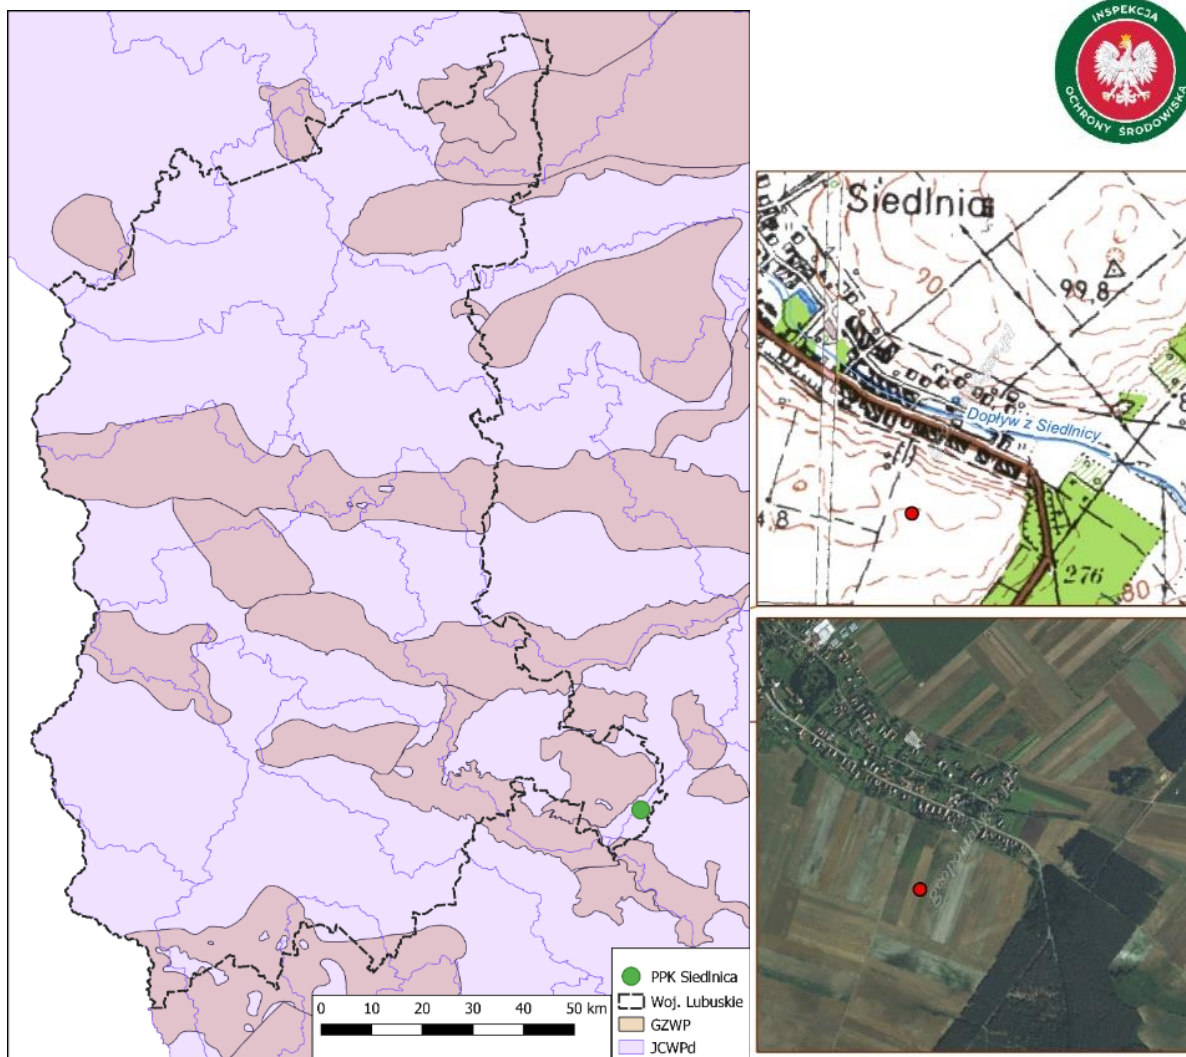 INSPEKCJA
OCHRONY ŚRODOWISKA
Siedlnica
90
99,8
Dopływ z Siedlnicy
4,8
276
80
PPK Siedlnica
Woj. Lubuskie
GZWP
JCWPd
0 10 20 30 40 50 km